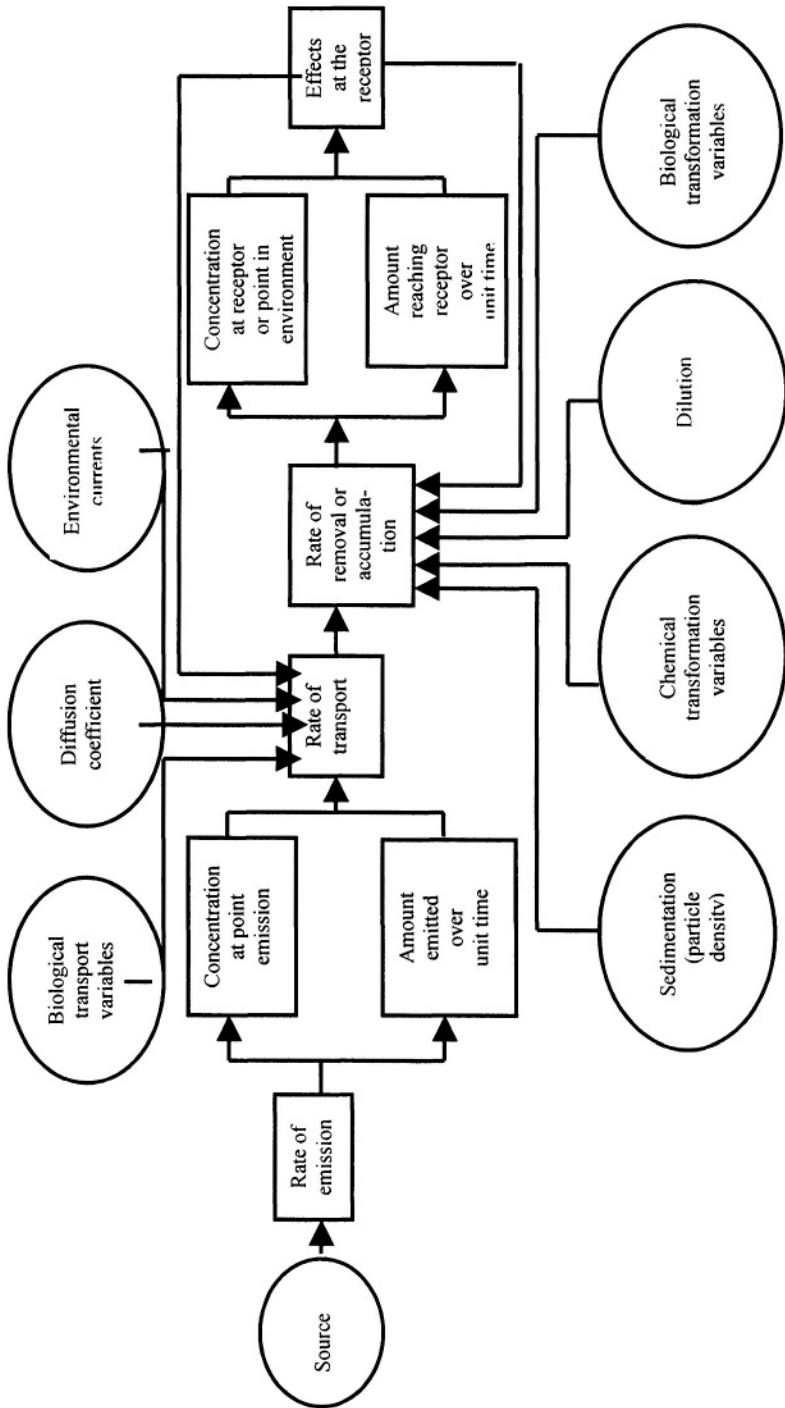 Source
Rate of
emission
Concentration
at point
emission
Amount
emitted
over
unit time
Biological
transport
variables
Diffusion
coefficient
Environmental
currents
Rate of
transport
Rate of
removal or
accumula-
tion
Concentration
at receptor
or point in
environment
Amount
reaching
receptor
over
unit time
Effects
at the
receptor
Sedimentation
(particle
density)
Chemical
transformation
variables
Dilution
Biological
transformation
variables